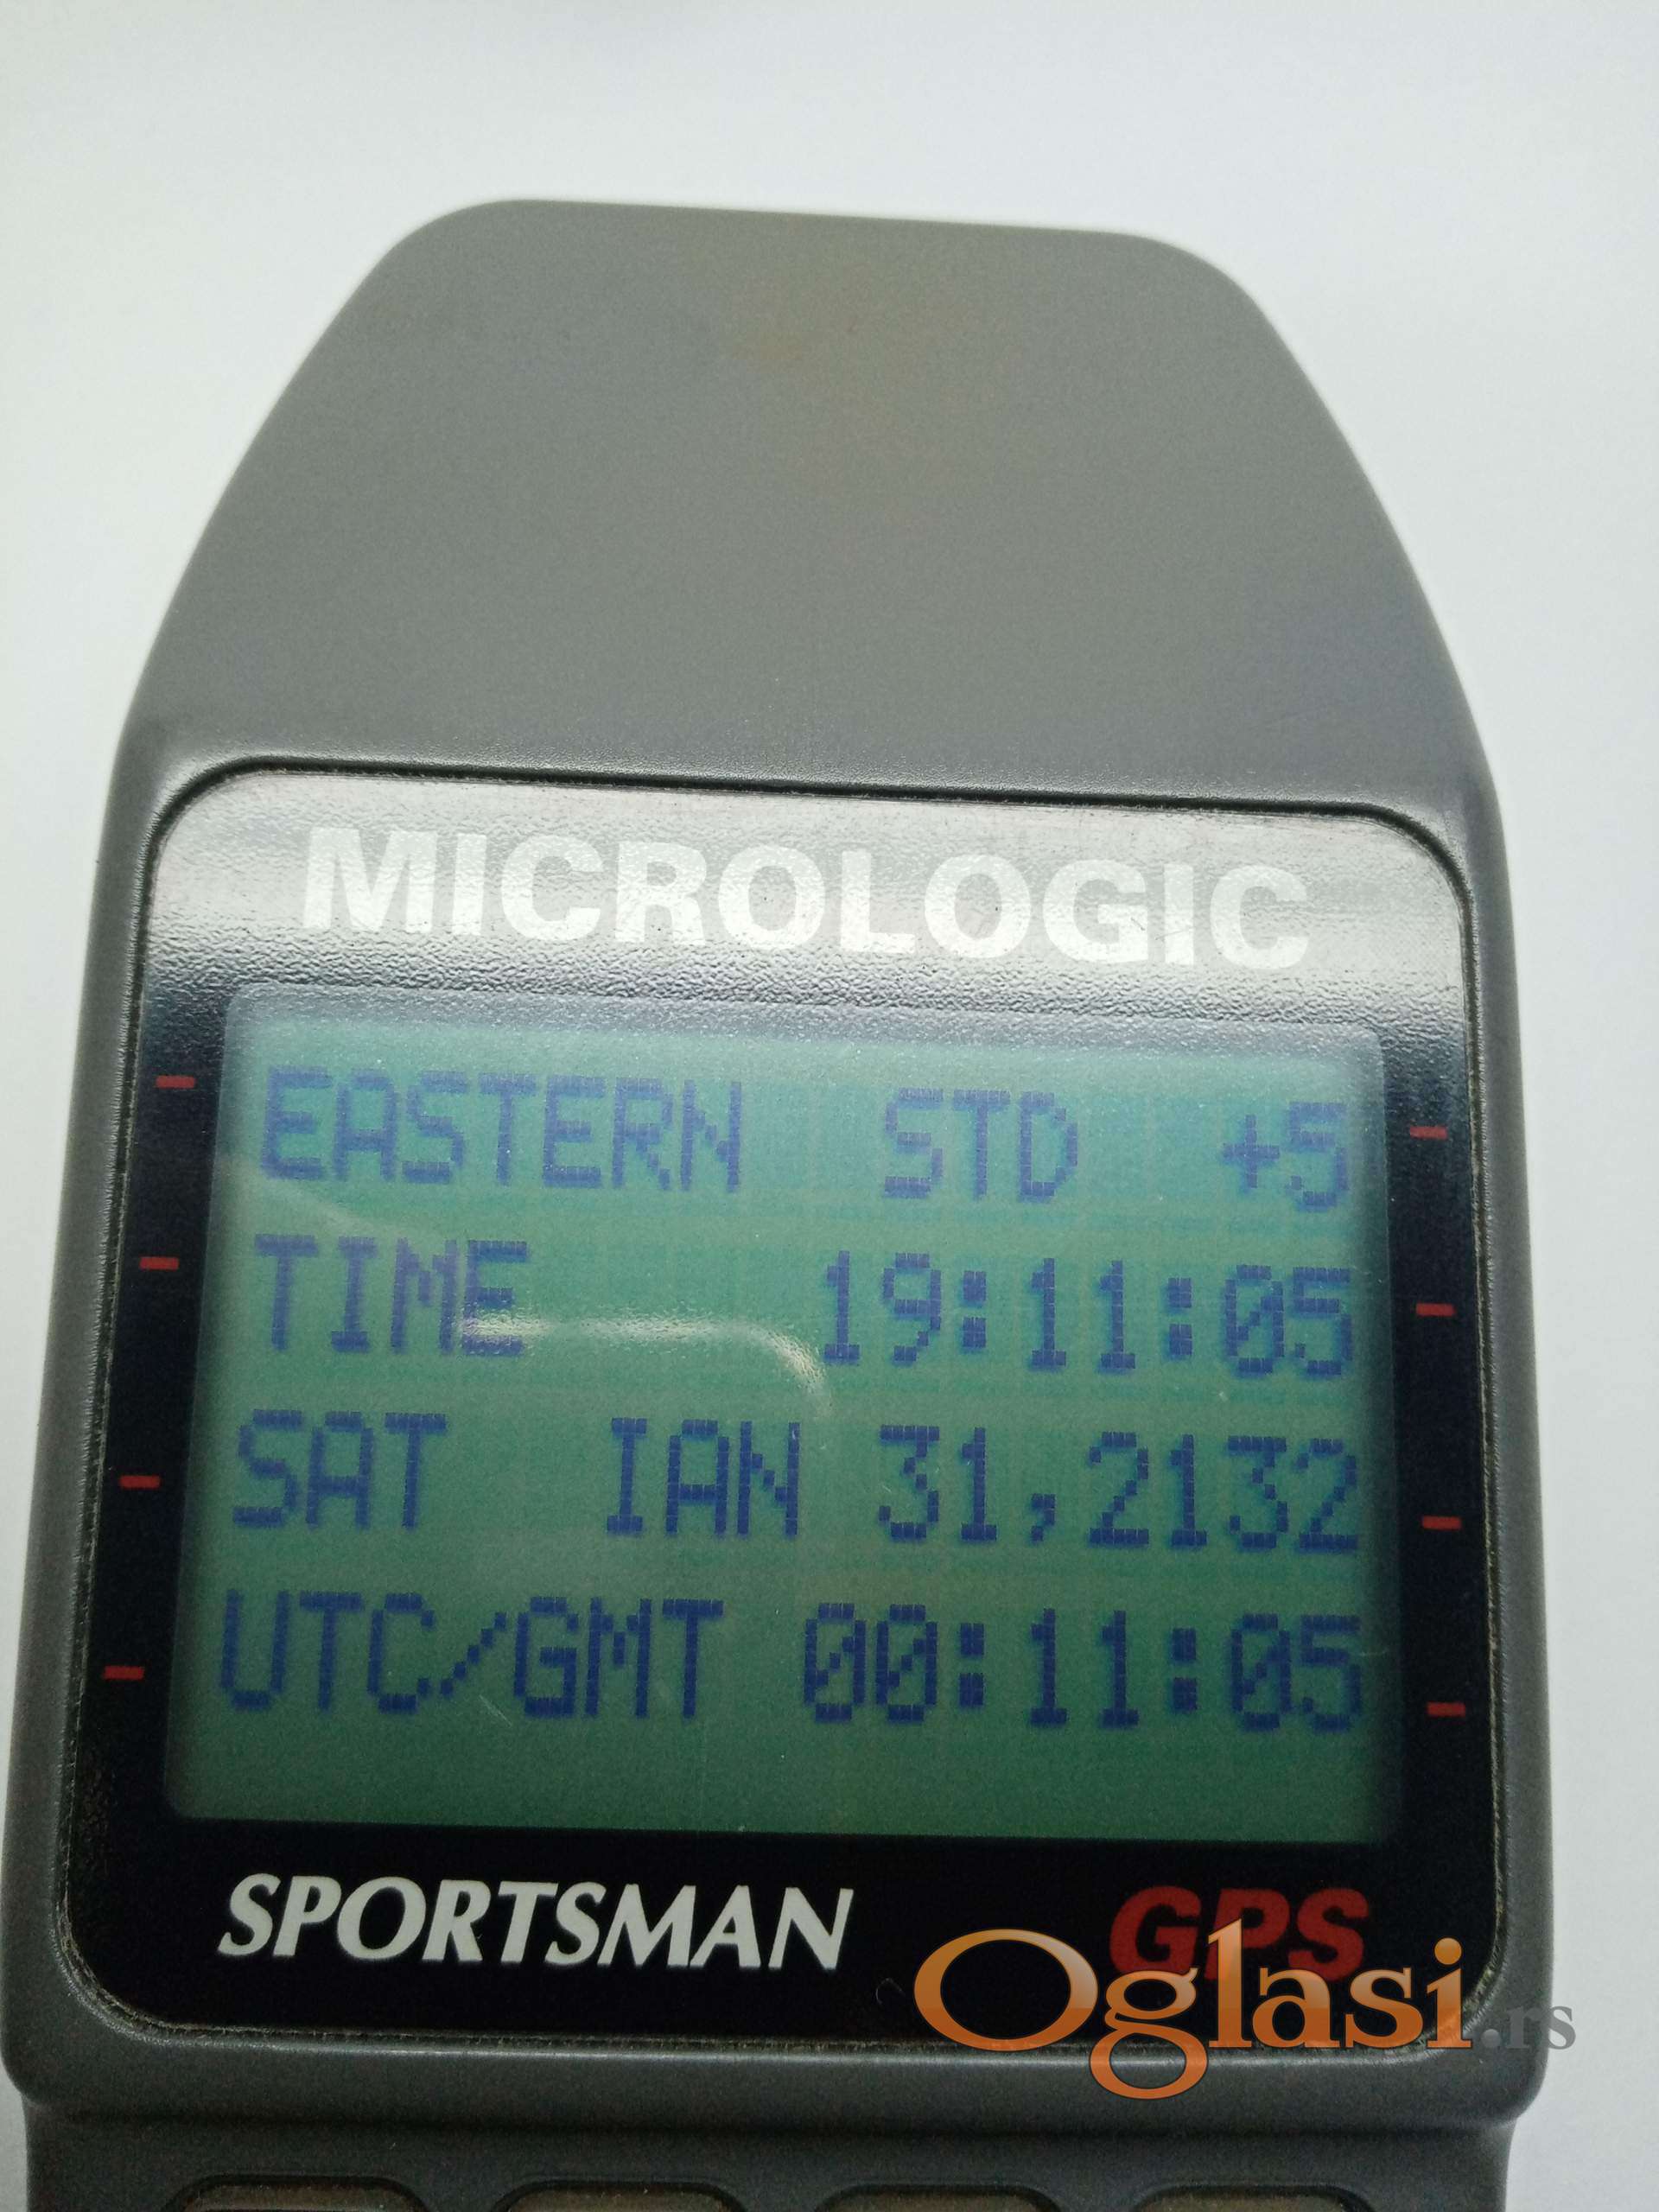 MICROLOGIC
EASTERN STD +5
TIME 19:11:05
SAT IAN 31,2132
UTC/GMT 00:11:05
SPORTSMAN GPS
Oglasi.rs